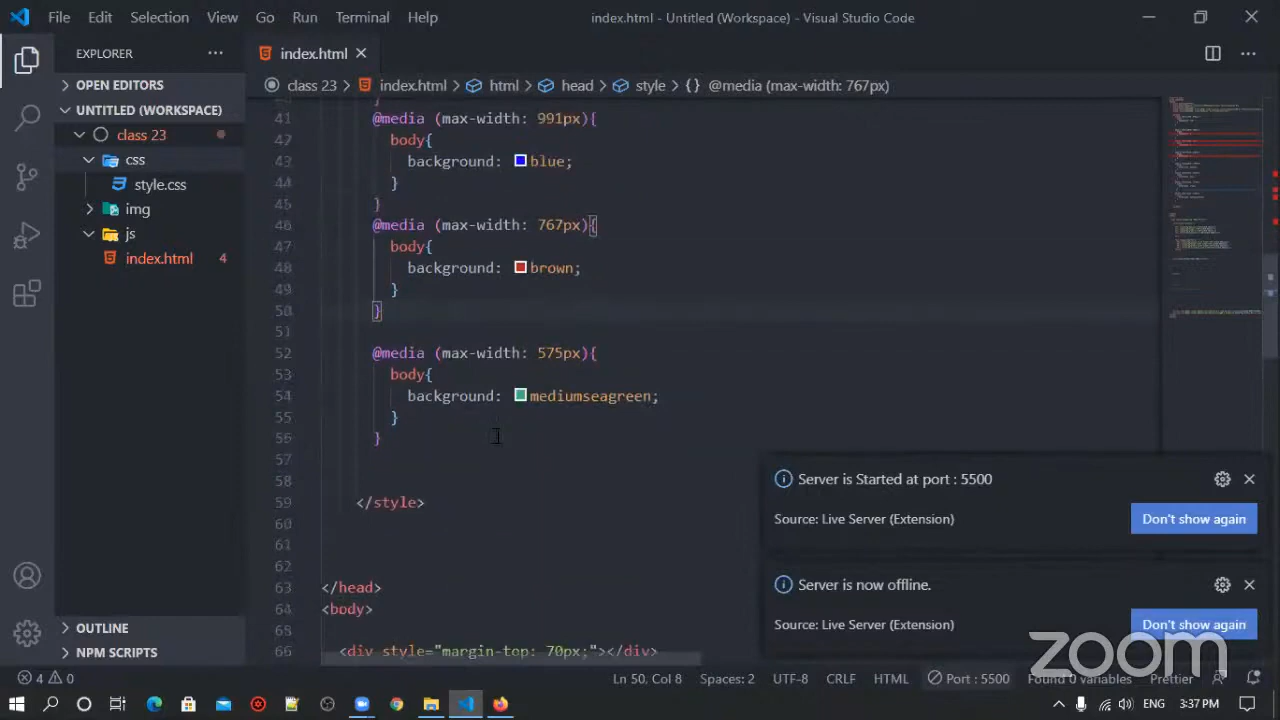 File Edit Selection View Go Run Terminal Help
index.html - Untitled (Workspace) - Visual Studio Code
EXPLORER
index.html
OPEN EDITORS
UNTITLED (WORKSPACE)
class 23
css
style.css
img
js
index.html 4
OUTLINE
NPM SCRIPTS
class 23 > index.html > html > head > style > {} @media (max-width: 767px)
41 @media (max-width: 991px){
42 body{
43 background: blue;
44 }
45 }
46 @media (max-width: 767px){
47 body{
48 background: brown;
49 }
50 }
51
52 @media (max-width: 575px){
53 body{
54 background: mediumseagreen;
55 }
56 }
57
58
59 </style>
60
61
62
63 </head>
64 <body>
65
66 <div style="margin-top: 70px;"></div>
Server is Started at port : 5500
Source: Live Server (Extension)
Don't show again
Server is now offline.
Source: Live Server (Extension)
Don't show again
zoom
4 0
Ln 50, Col 8 Spaces: 2 UTF-8 CRLF HTML Port : 5500 Found 0 variables Prettier
ENG 3:37 PM